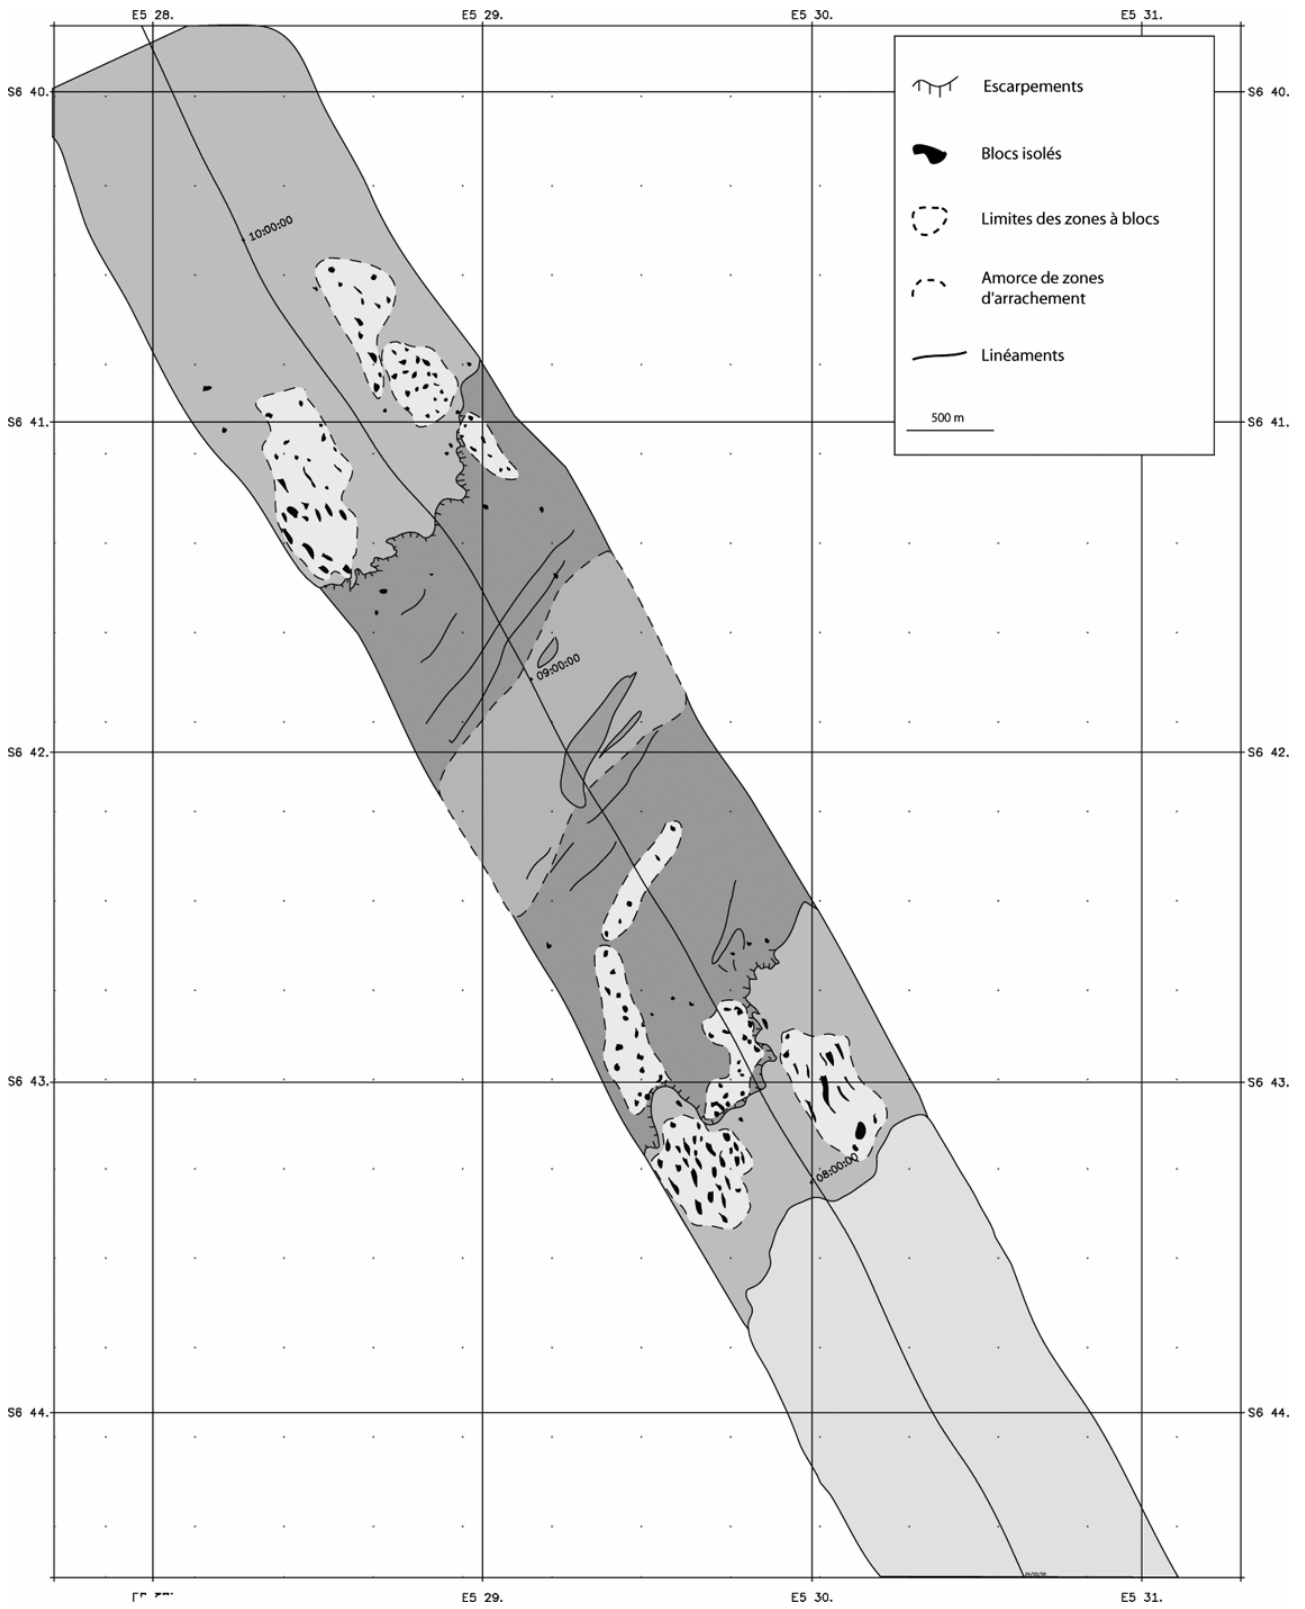 E5 28.
E5 29.
E5 30.
E5 31.
S6 40.
S6 40.
Escarpements
Blocs isolés
Limites des zones à blocs
Amorce de zones
d'arrachement
Linéaments
500 m
10:00:00
S6 41.
S6 41.
09:00:00
S6 42.
S6 42.
S6 43.
S6 43.
08:00:00
S6 44.
S6 44.
E5 29.
E5 30.
E5 31.